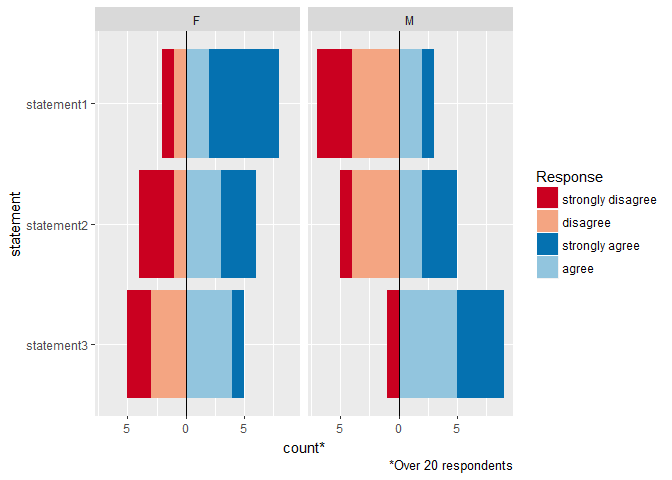 F M
statement1
statement2
statement3
statement
5 0 5 5 0 5
count*
*Over 20 respondents
Response
strongly disagree
disagree
strongly agree
agree